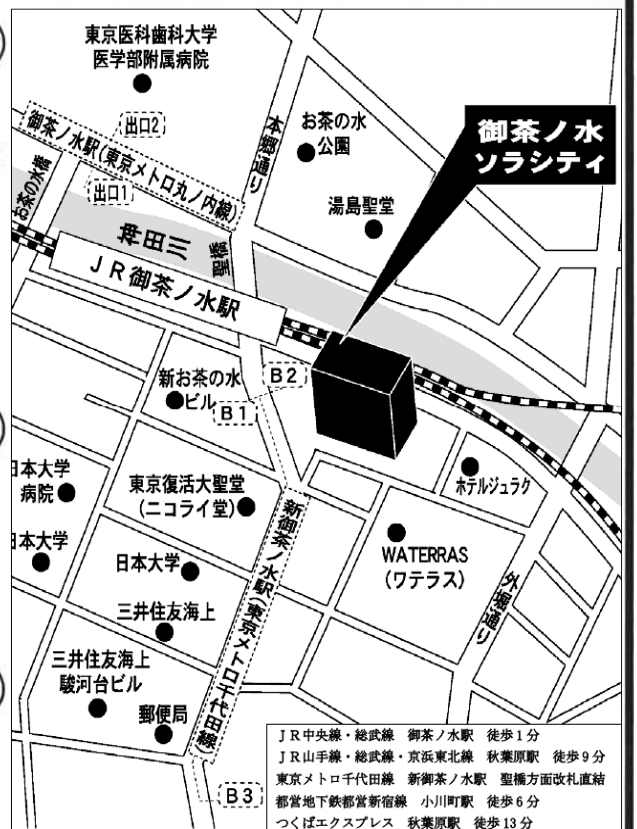 東京医科歯科大学
医学部附属病院
出口2
御茶ノ水駅(東京メトロ丸ノ内線)
出口1
お茶の水橋
本郷通り
お茶の水
公園
湯島聖堂
御茶ノ水
ソラシティ
神田川
聖橋
JR御茶ノ水駅
新お茶の水
ビル
B2
B1
日本大学
病院
日本大学
東京復活大聖堂
(ニコライ堂)
日本大学
三井住友海上
三井住友海上
駿河台ビル
郵便局
新御茶ノ水駅(東京メトロ千代田線)
B3
ホテルジュラク
WATERRAS
(ワテラス)
外堀通り
JR中央線・総武線 御茶ノ水駅 徒歩1分
JR山手線・総武線・京浜東北線 秋葉原駅 徒歩9分
東京メトロ千代田線 新御茶ノ水駅 聖橋方面改札直結
都営地下鉄都営新宿線 小川町駅 徒歩6分
つくばエクスプレス 秋葉原駅 徒歩13分